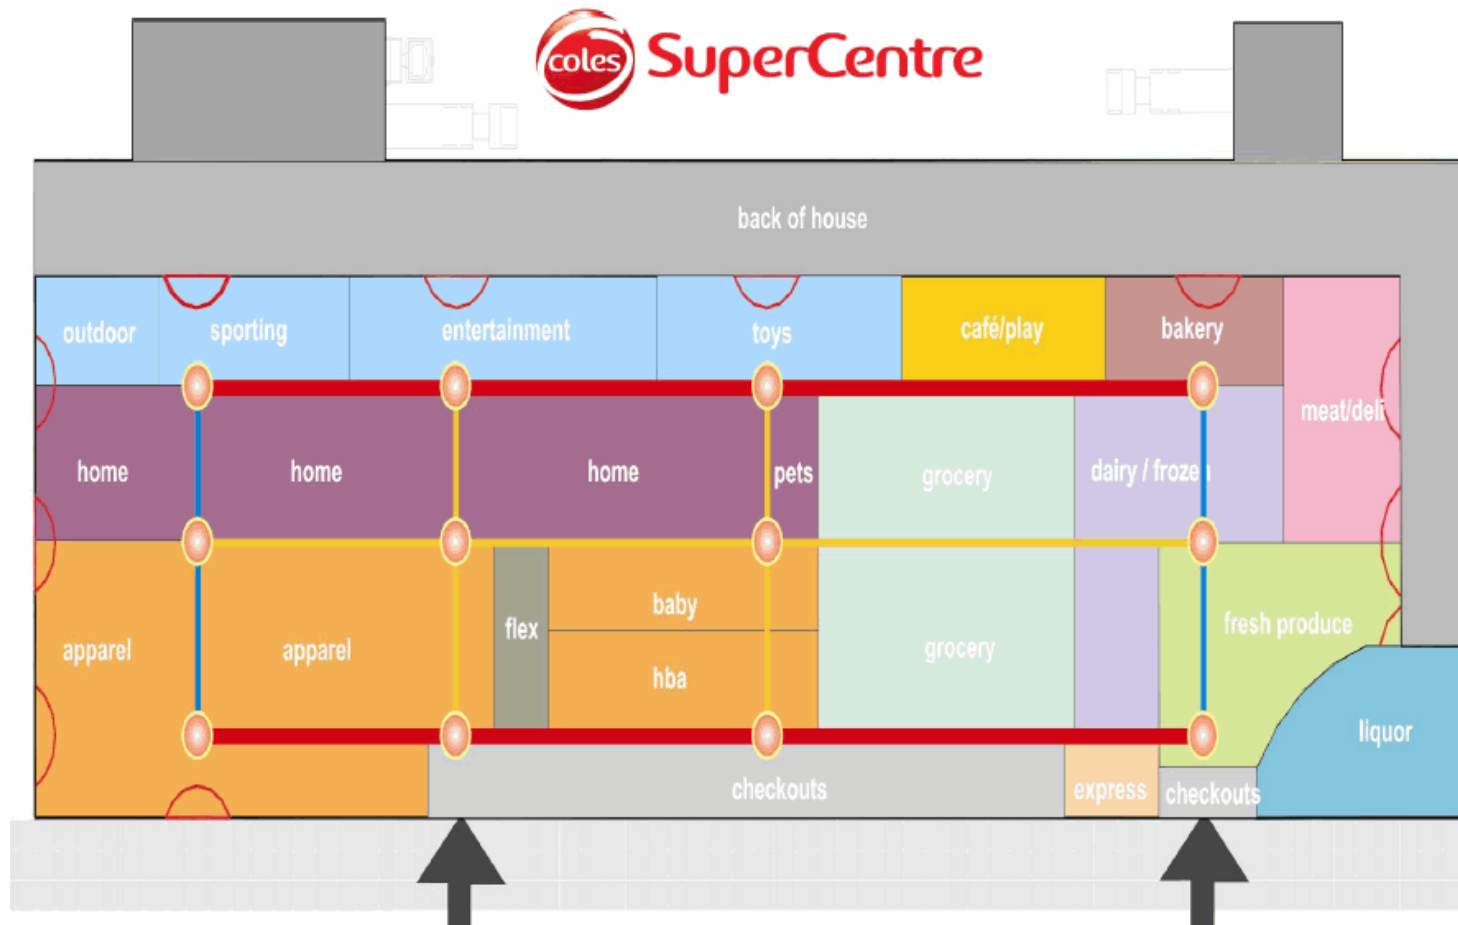 coles SuperCentre
back of house
outdoor
sporting
entertainment
toys
café/play
bakery
meat/deli
home
home
home
pets
grocery
dairy / frozen
apparel
apparel
flex
baby
hba
grocery
fresh produce
liquor
checkouts
express
checkouts